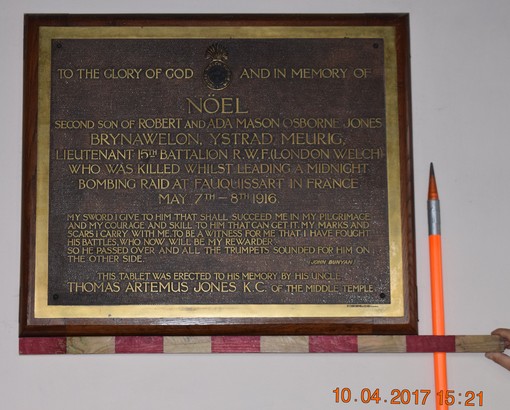 TO THE GLORY OF GOD AND IN MEMORY OF
NÖEL
SECOND SON OF ROBERT AND ADA MASON OSBORNE JONES
BRYNAWELON, YSTRAD, MEURIG,
LIEUTENANT 15TH BATTALION R.W.F. (LONDON WELCH)
WHO WAS KILLED WHILST LEADING A MIDNIGHT
BOMBING RAID AT FAUQUISSART IN FRANCE
MAY 7TH – 8TH 1916.
MY SWORD I GIVE TO HIM THAT SHALL SUCCEED ME IN MY PILGRIMAGE
AND MY COURAGE AND SKILL TO HIM THAT CAN GET IT. MY MARKS AND
SCARS I CARRY WITH ME, TO BE A WITNESS FOR ME THAT I HAVE FOUGHT
HIS BATTLES, WHO NOW WILL BE MY REWARDER
SO HE PASSED OVER AND ALL THE TRUMPETS SOUNDED FOR HIM ON
THE OTHER SIDE.
(JOHN BUNYAN)
THIS TABLET WAS ERECTED TO HIS MEMORY BY HIS UNCLE
THOMAS ARTEMUS JONES K.C. OF THE MIDDLE TEMPLE
10.04.2017 15:21